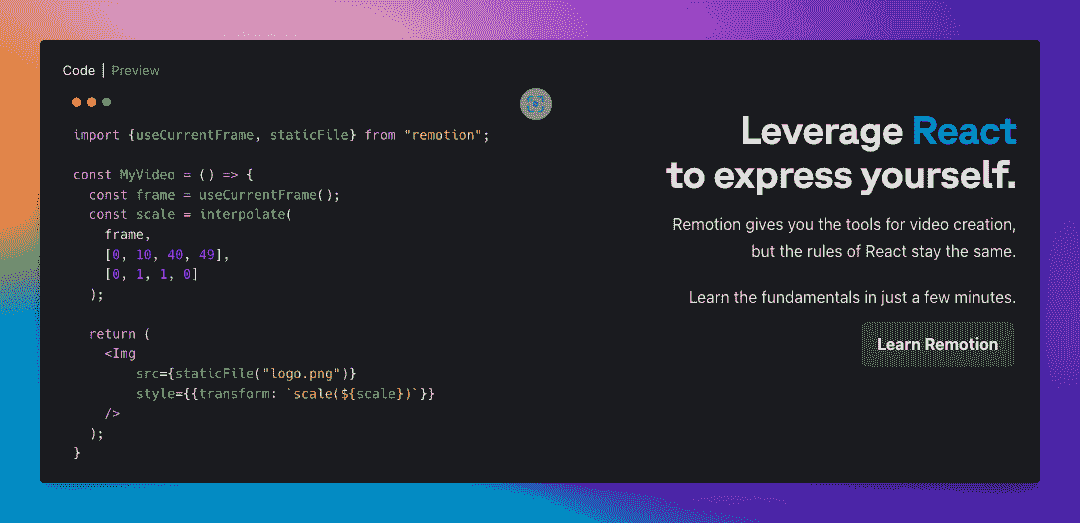 Code | Preview
import {useCurrentFrame, staticFile} from "remotion";
const MyVideo = () => {
const frame = useCurrentFrame();
const scale = interpolate(
frame,
[0, 10, 40, 49],
[0, 1, 1, 0]
);
return (
<Img
src={staticFile("logo.png")}
style={{transform: `scale(${scale})`}}
/>
);
}
Leverage React
to express yourself.
Remotion gives you the tools for video creation,
but the rules of React stay the same.
Learn the fundamentals in just a few minutes.
Learn Remotion